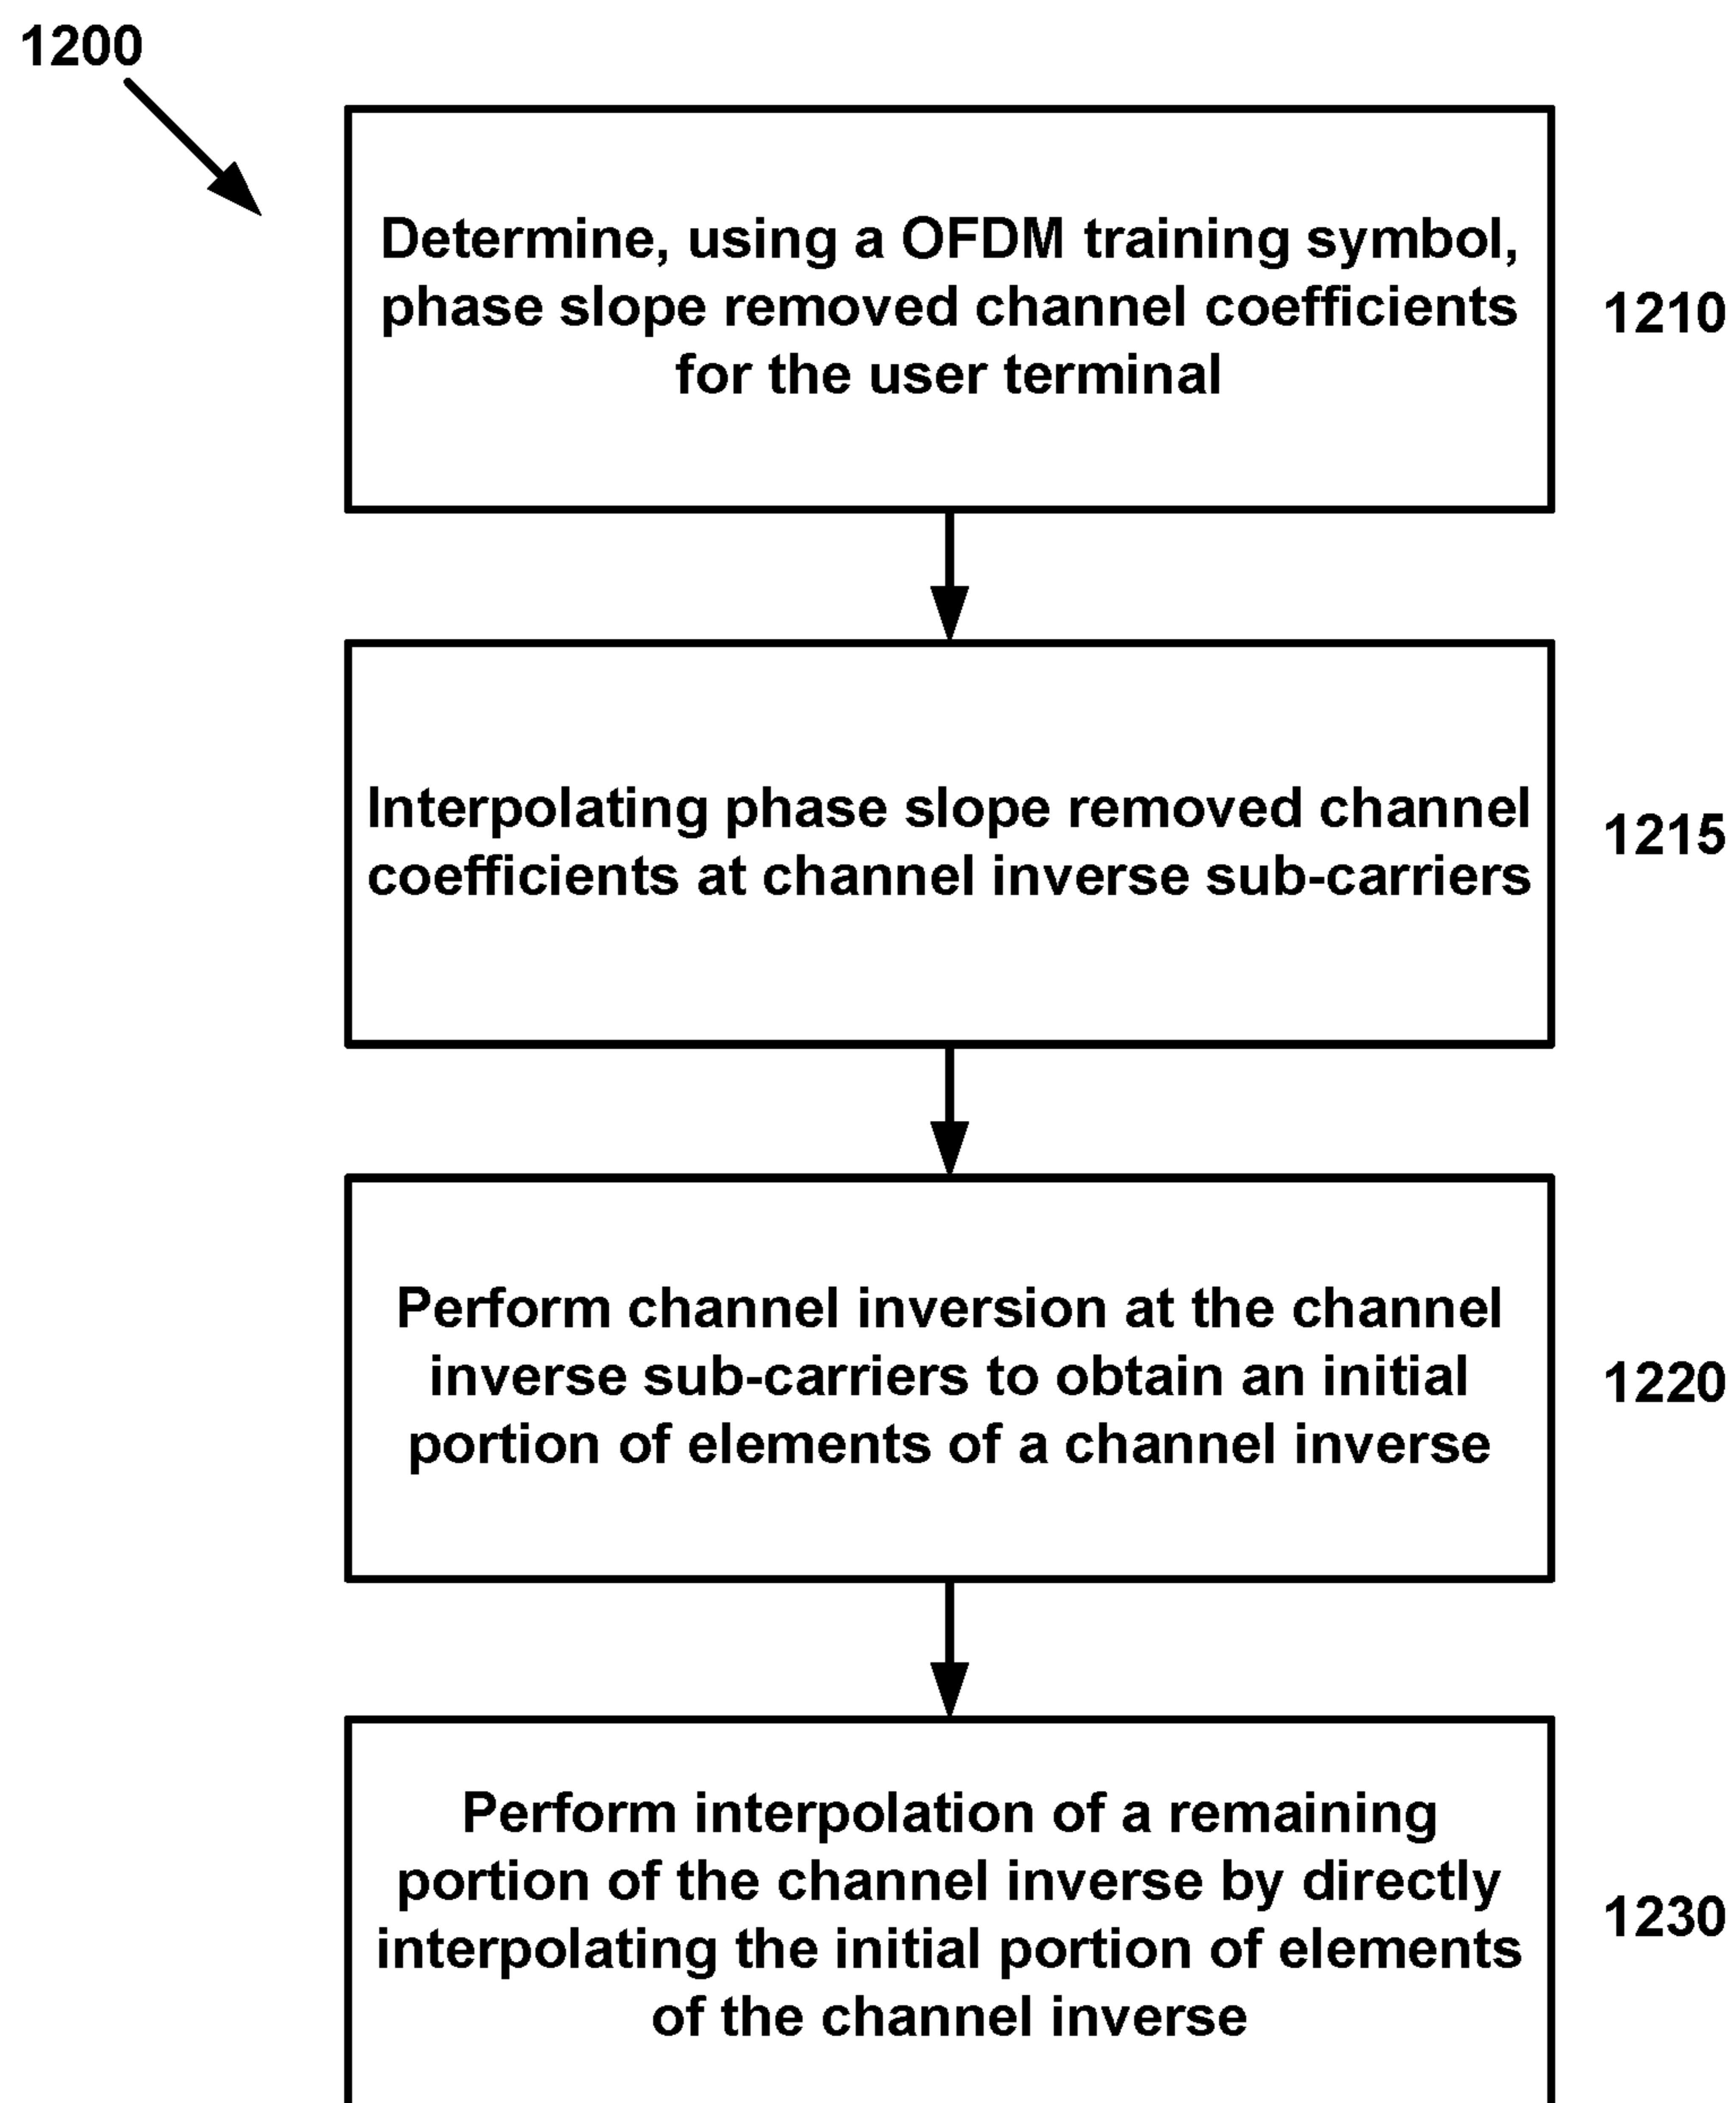 1200
Determine, using a OFDM training symbol,
phase slope removed channel coefficients
for the user terminal
1210
Interpolating phase slope removed channel
coefficients at channel inverse sub-carriers
1215
Perform channel inversion at the channel
inverse sub-carriers to obtain an initial
portion of elements of a channel inverse
1220
Perform interpolation of a remaining
portion of the channel inverse by directly
interpolating the initial portion of elements
of the channel inverse
1230